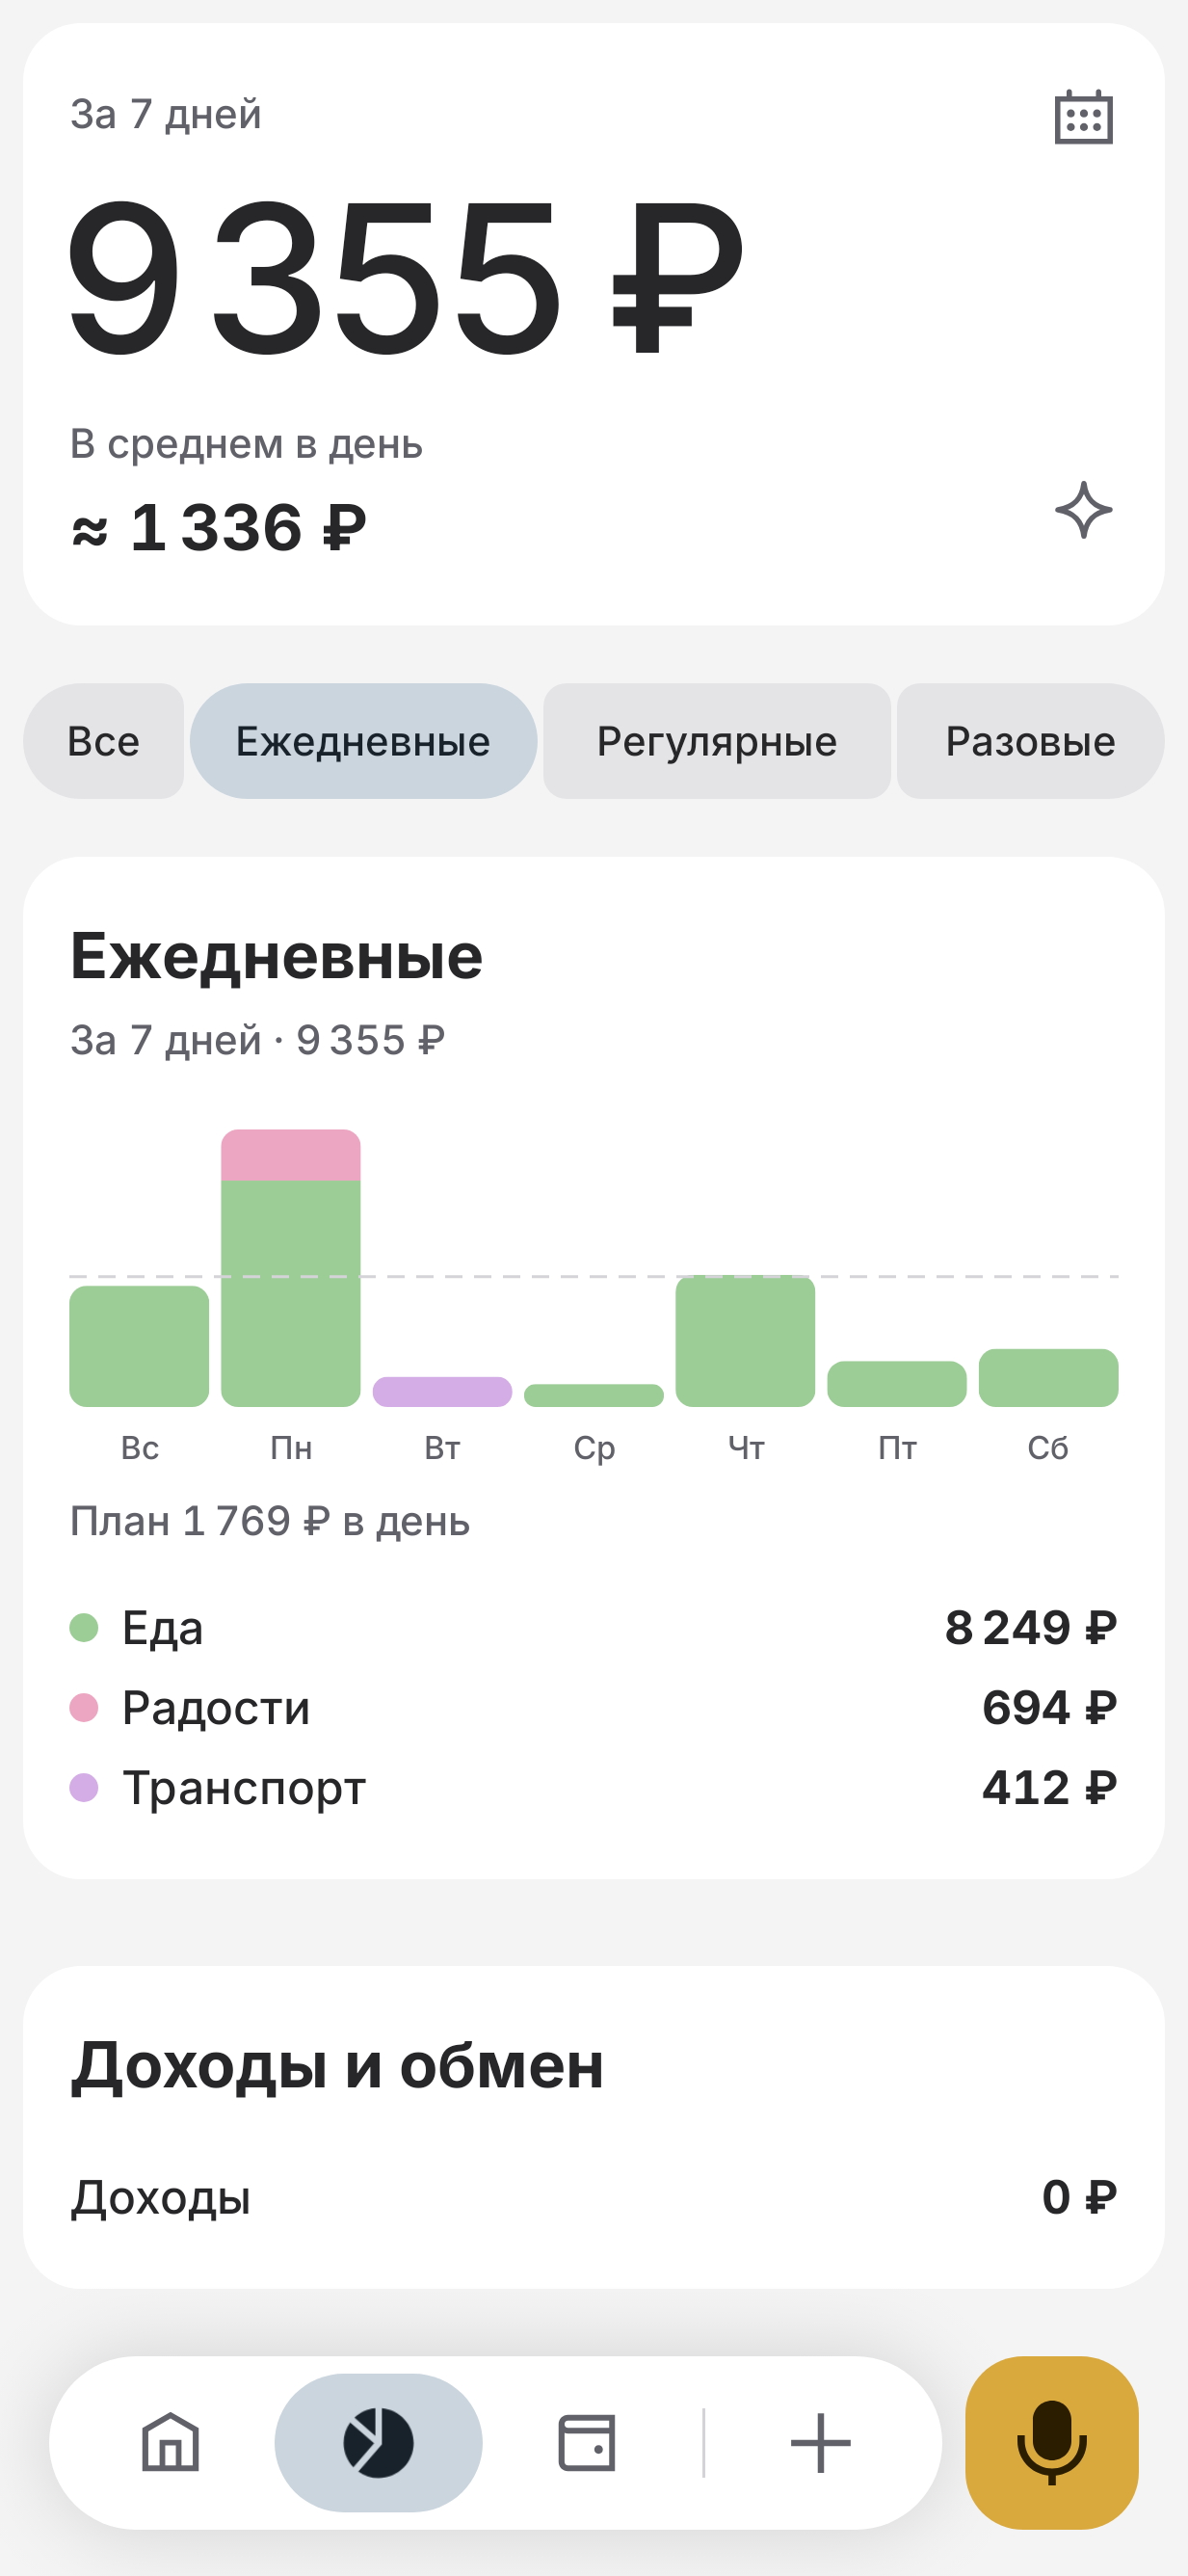 За 7 дней
9 355 ₽
В среднем в день
≈ 1 336 ₽
Все Ежедневные Регулярные Разовые
Ежедневные
За 7 дней · 9 355 ₽
Вс Пн Вт Ср Чт Пт Сб
План 1 769 ₽ в день
Еда 8 249 ₽
Радости 694 ₽
Транспорт 412 ₽
Доходы и обмен
Доходы 0 ₽